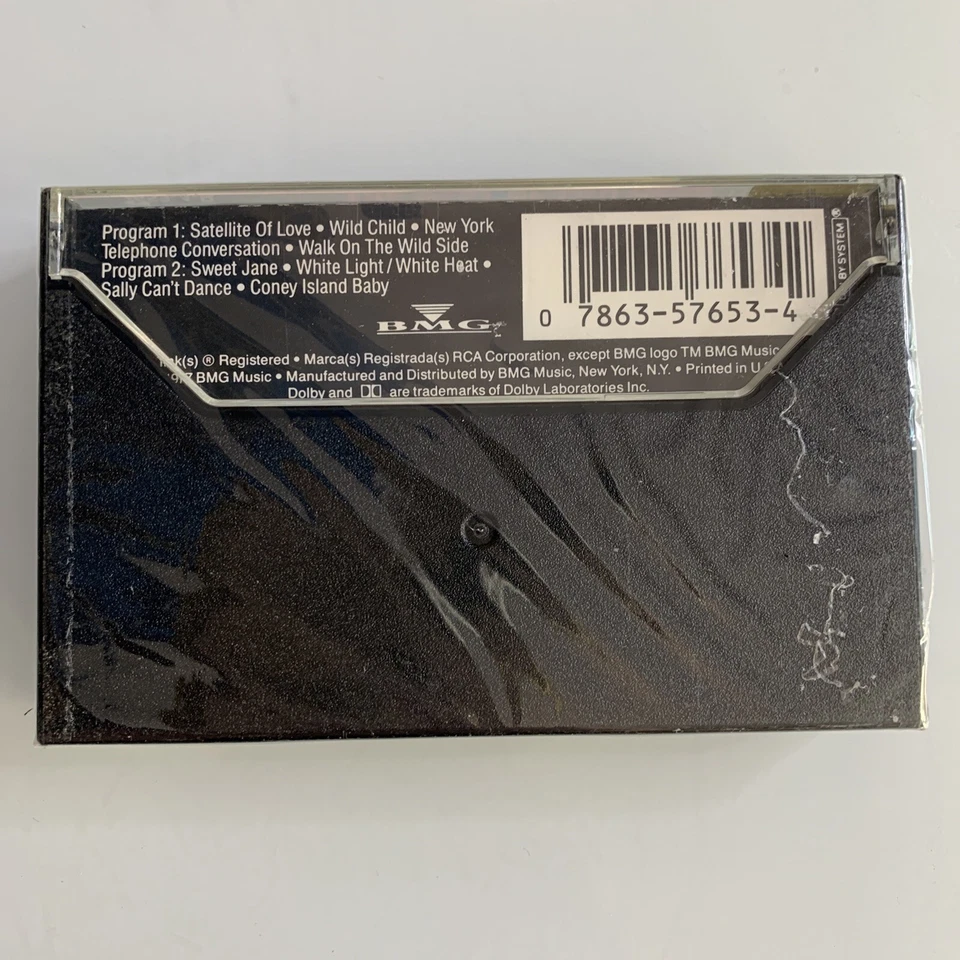 Program 1: Satellite Of Love • Wild Child • New York
Telephone Conversation • Walk On The Wild Side
Program 2: Sweet Jane • White Light / White Heat •
Sally Can't Dance • Coney Island Baby
BMG
0 7863-57653-4
BY SYSTEM®
® Registered • Marca(s) Registrada(s) RCA Corporation, except BMG logo TM BMG Music
BMG Music • Manufactured and Distributed by BMG Music, New York, N.Y. • Printed in U
Dolby and are trademarks of Dolby Laboratories Inc.